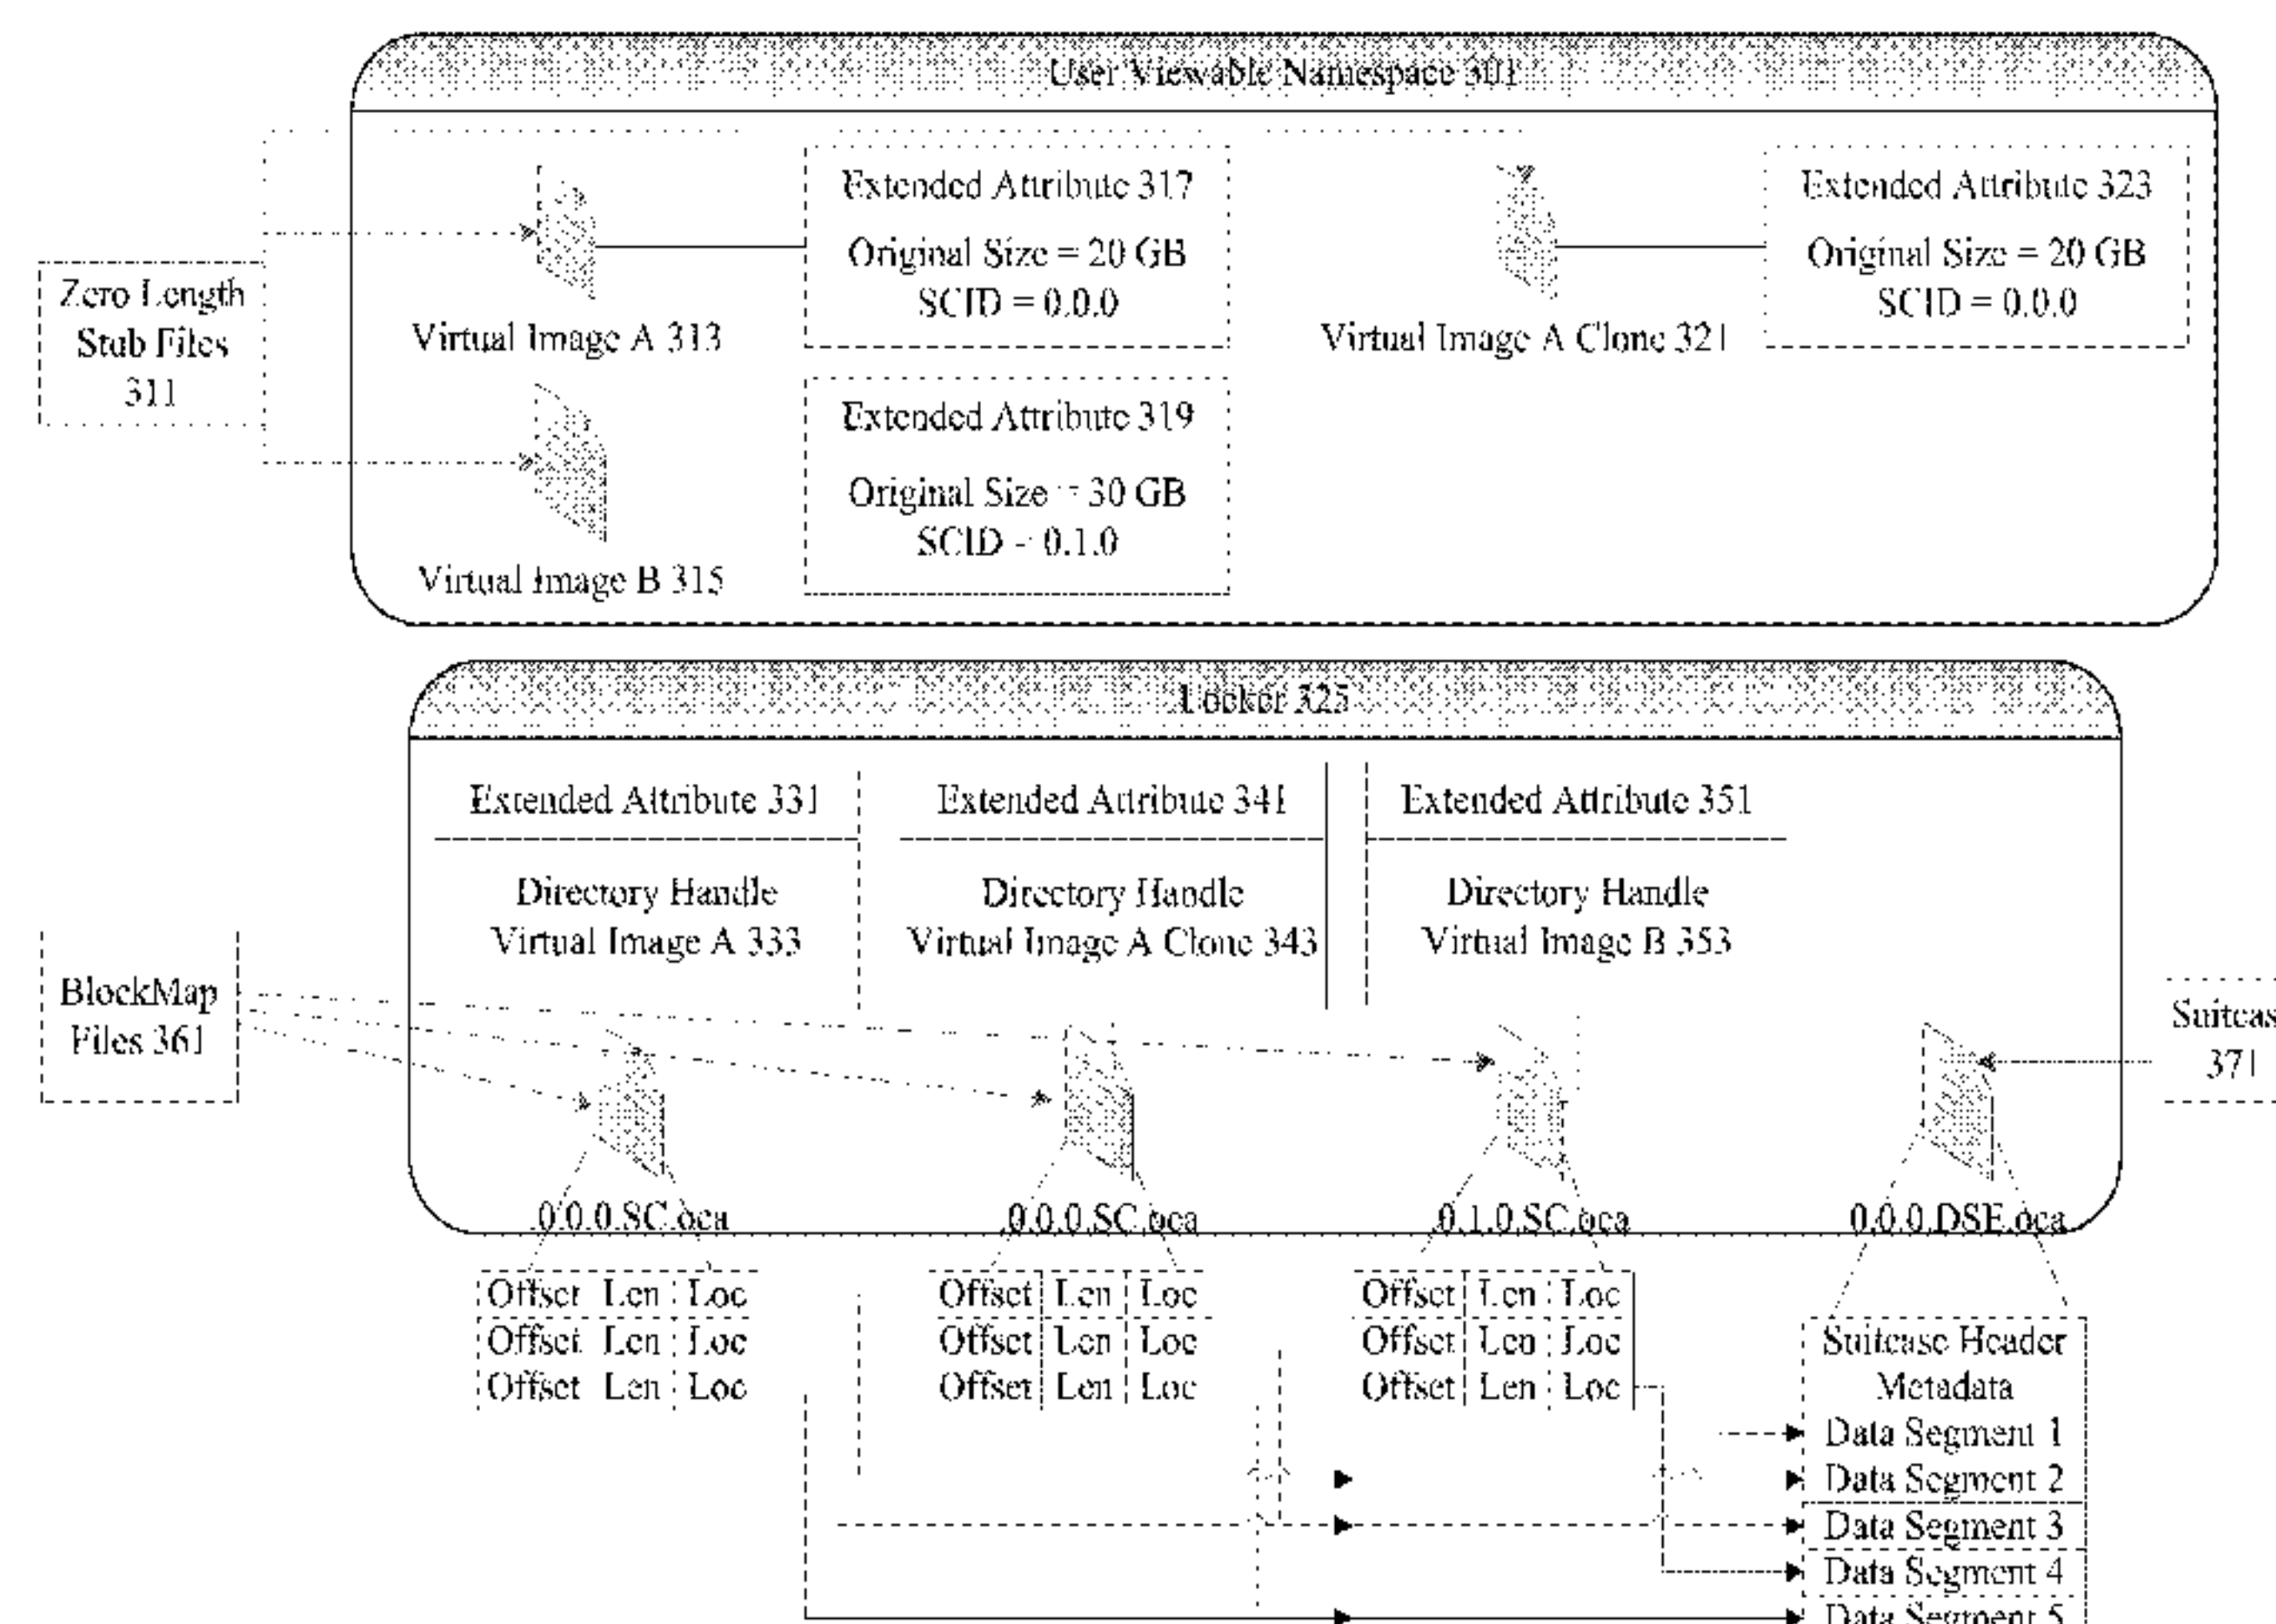 User Viewable Namespace 301
Zero Length
Stub Files
311
Virtual Image A 313
Extended Attribute 317
Original Size = 20 GB
SCID = 0.0.0
Virtual Image A Clone 321
Extended Attribute 323
Original Size = 20 GB
SCID = 0.0.0
Virtual Image B 315
Extended Attribute 319
Original Size = 30 GB
SCID = 0.1.0
Locker 325
Extended Attribute 331
Directory Handle
Virtual Image A 333
Extended Attribute 341
Directory Handle
Virtual Image A Clone 343
Extended Attribute 351
Directory Handle
Virtual Image B 353
BlockMap
Files 361
Suitcas
371
.0.0.0.SC.oca
.0.0.0.SC.oca
.0.1.0.SC.oca
0.0.0.DSE.oca
Offset Len Loc
Offset Len Loc
Offset Len Loc
Offset Len Loc
Offset Len Loc
Offset Len Loc
Offset Len Loc
Offset Len Loc
Offset Len Loc
Suitcase Header
Metadata
Data Segment 1
Data Segment 2
Data Segment 3
Data Segment 4
Data Segment 5